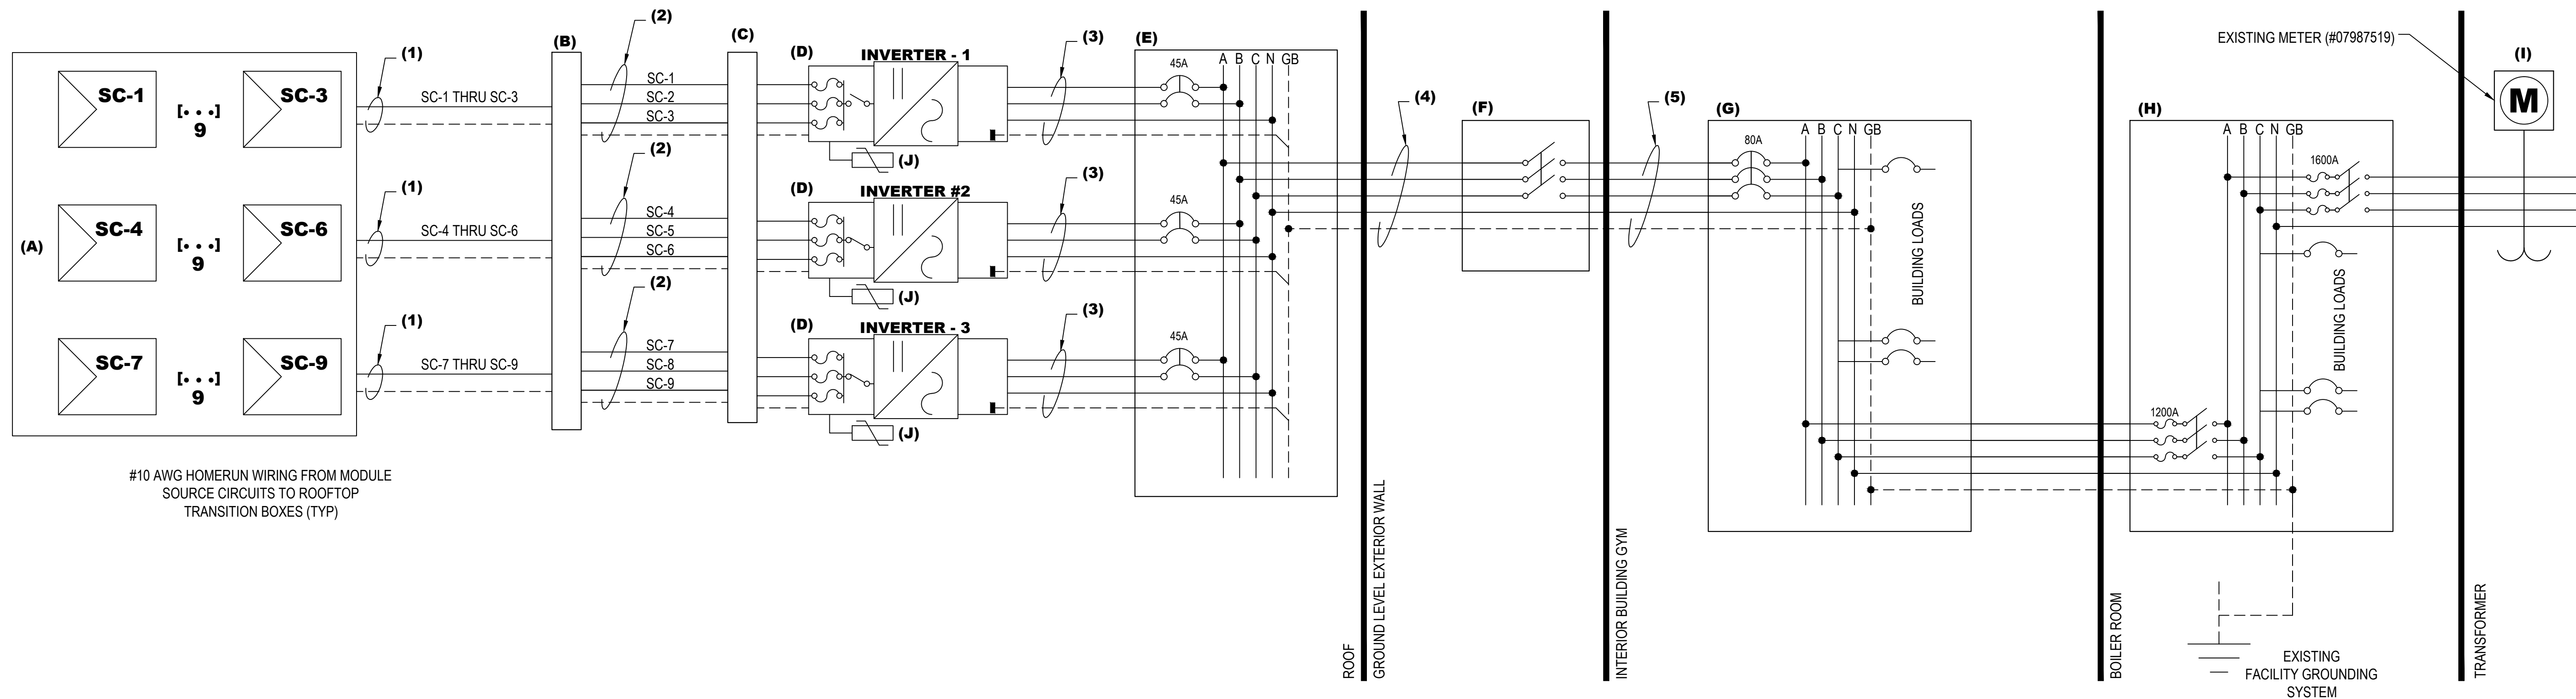 (A)
SC-1
[...]
9
SC-3
SC-4
[...]
9
SC-6
SC-7
[...]
9
SC-9
#10 AWG HOMERUN WIRING FROM MODULE
SOURCE CIRCUITS TO ROOFTOP
TRANSITION BOXES (TYP)
(1)
SC-1 THRU SC-3
(1)
SC-4 THRU SC-6
(1)
SC-7 THRU SC-9
(B)
(2)
SC-1
SC-2
SC-3
(2)
SC-4
SC-5
SC-6
(2)
SC-7
SC-8
SC-9
(C)
(D)
INVERTER - 1
(J)
(D)
INVERTER #2
(J)
(D)
INVERTER - 3
(J)
(3)
(3)
(3)
(E)
A B C N GB
45A
45A
45A
ROOF
GROUND LEVEL EXTERIOR WALL
(4)
(F)
INTERIOR BUILDING GYM
(5)
(G)
A B C N GB
80A
BUILDING LOADS
BOILER ROOM
(H)
A B C N GB
1600A
BUILDING LOADS
1200A
EXISTING
FACILITY GROUNDING
SYSTEM
TRANSFORMER
EXISTING METER (#07987519)
(I)
M